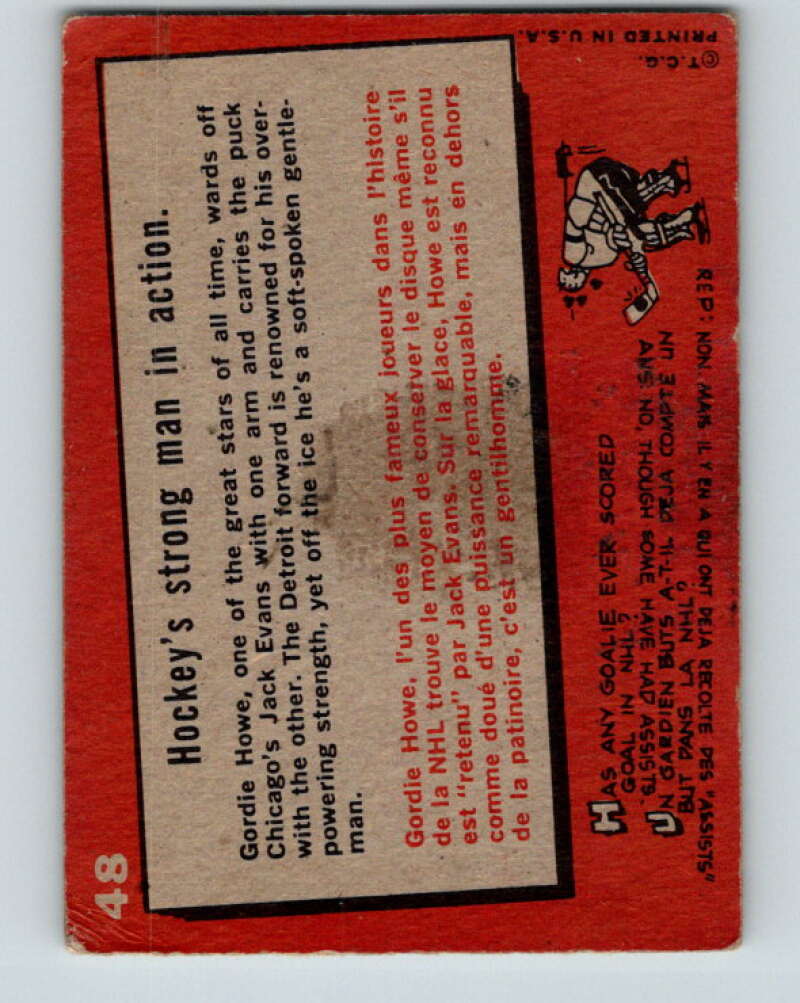 48
Hockey's strong man in action.
Gordie Howe, one of the great stars of all time, wards off
Chicago's Jack Evans with one arm and carries the puck
with the other. The Detroit forward is renowned for his over-
powering strength, yet off the ice he's a soft-spoken gentle-
man.
Gordie Howe, l'un des plus fameux joueurs dans l'histoire
de la NHL trouve le moyen de conserver le disque même s'il
est "retenu" par Jack Evans. Sur la glace, Howe est reconnu
comme doué d'une puissance remarquable, mais en dehors
de la patinoire, c'est un gentilhomme.
HAS ANY GOALIE EVER SCORED
GOAL IN NHL?
ANS: NO, THOUGH SOME HAVE HAD ASSISTS.
UN GARDIEN BUTS A-T-IL DEJA COMPTE UN
BUT DANS LA NHL?
REP: NON MAIS IL Y EN A QUI ONT DEJA RECOLTE DES "ASSISTS"
© T.C.G.
PRINTED IN U.S.A.